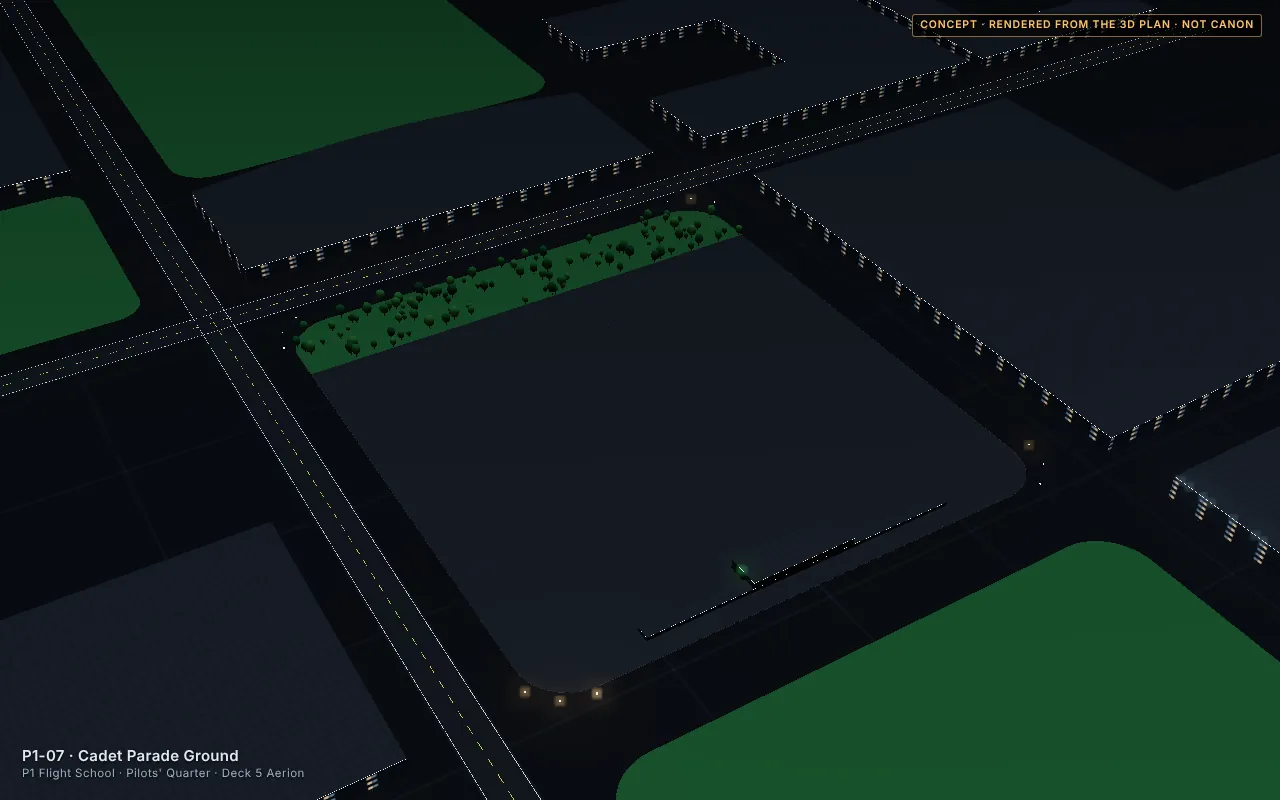 CONCEPT · RENDERED FROM THE 3D PLAN · NOT CANON
P1-07 · Cadet Parade Ground
P1 Flight School · Pilots' Quarter · Deck 5 Aerion